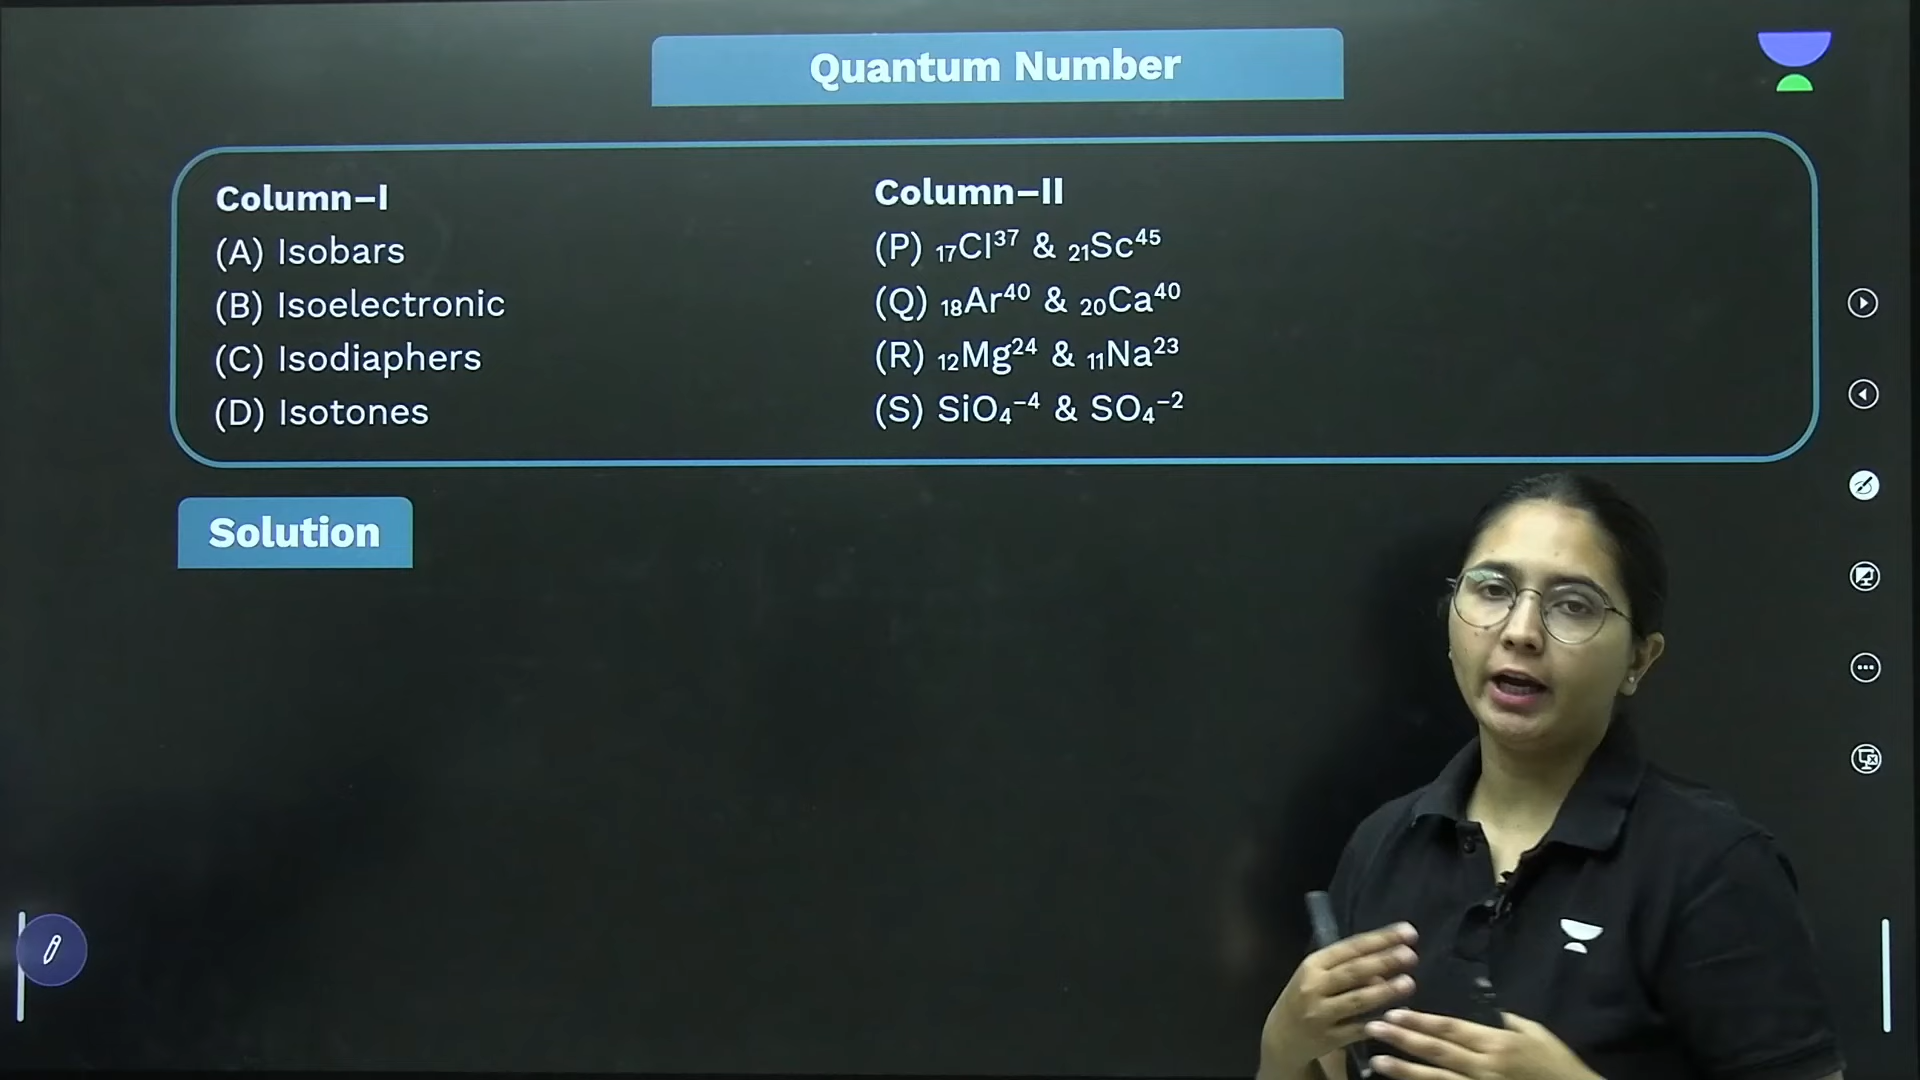 Quantum Number
Column–I
(A) Isobars
(B) Isoelectronic
(C) Isodiaphers
(D) Isotones
Column–II
(P) ₁₇Cl³⁷ & ₂₁Sc⁴⁵
(Q) ₁₈Ar⁴⁰ & ₂₀Ca⁴⁰
(R) ₁₂Mg²⁴ & ₁₁Na²³
(S) SiO₄⁻⁴ & SO₄⁻²
Solution